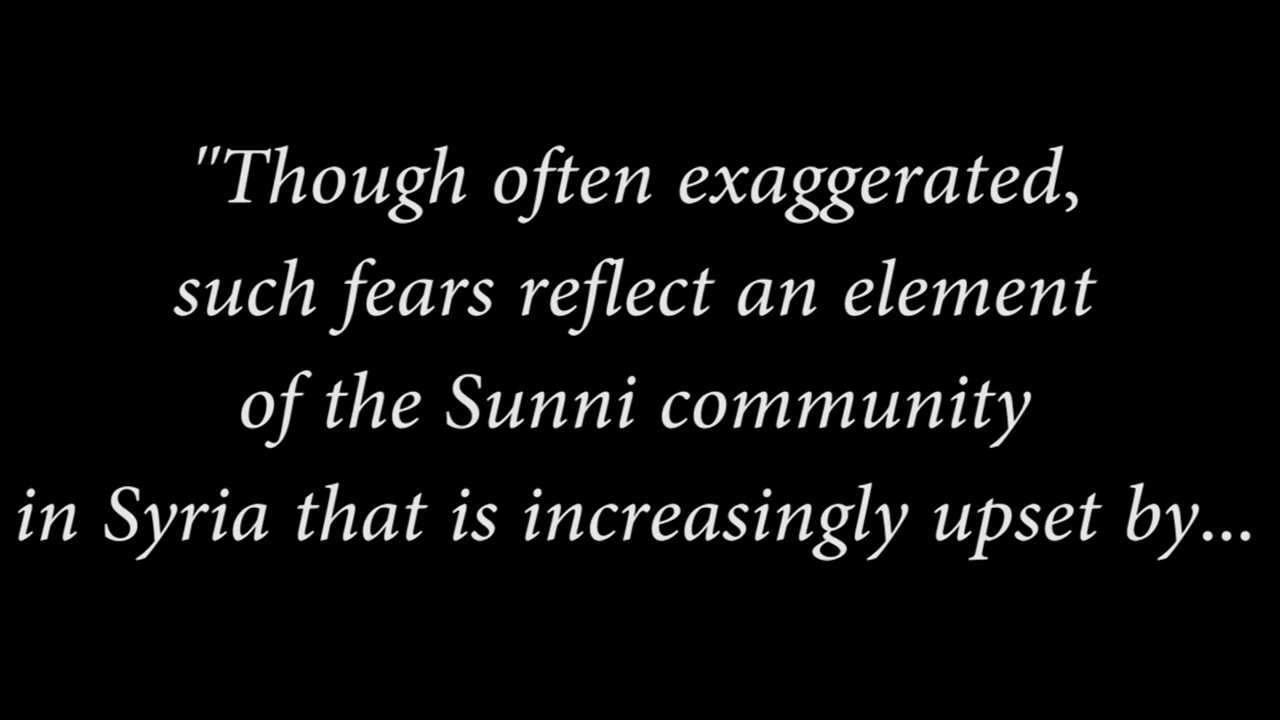 "Though often exaggerated,
such fears reflect an element
of the Sunni community
in Syria that is increasingly upset by...